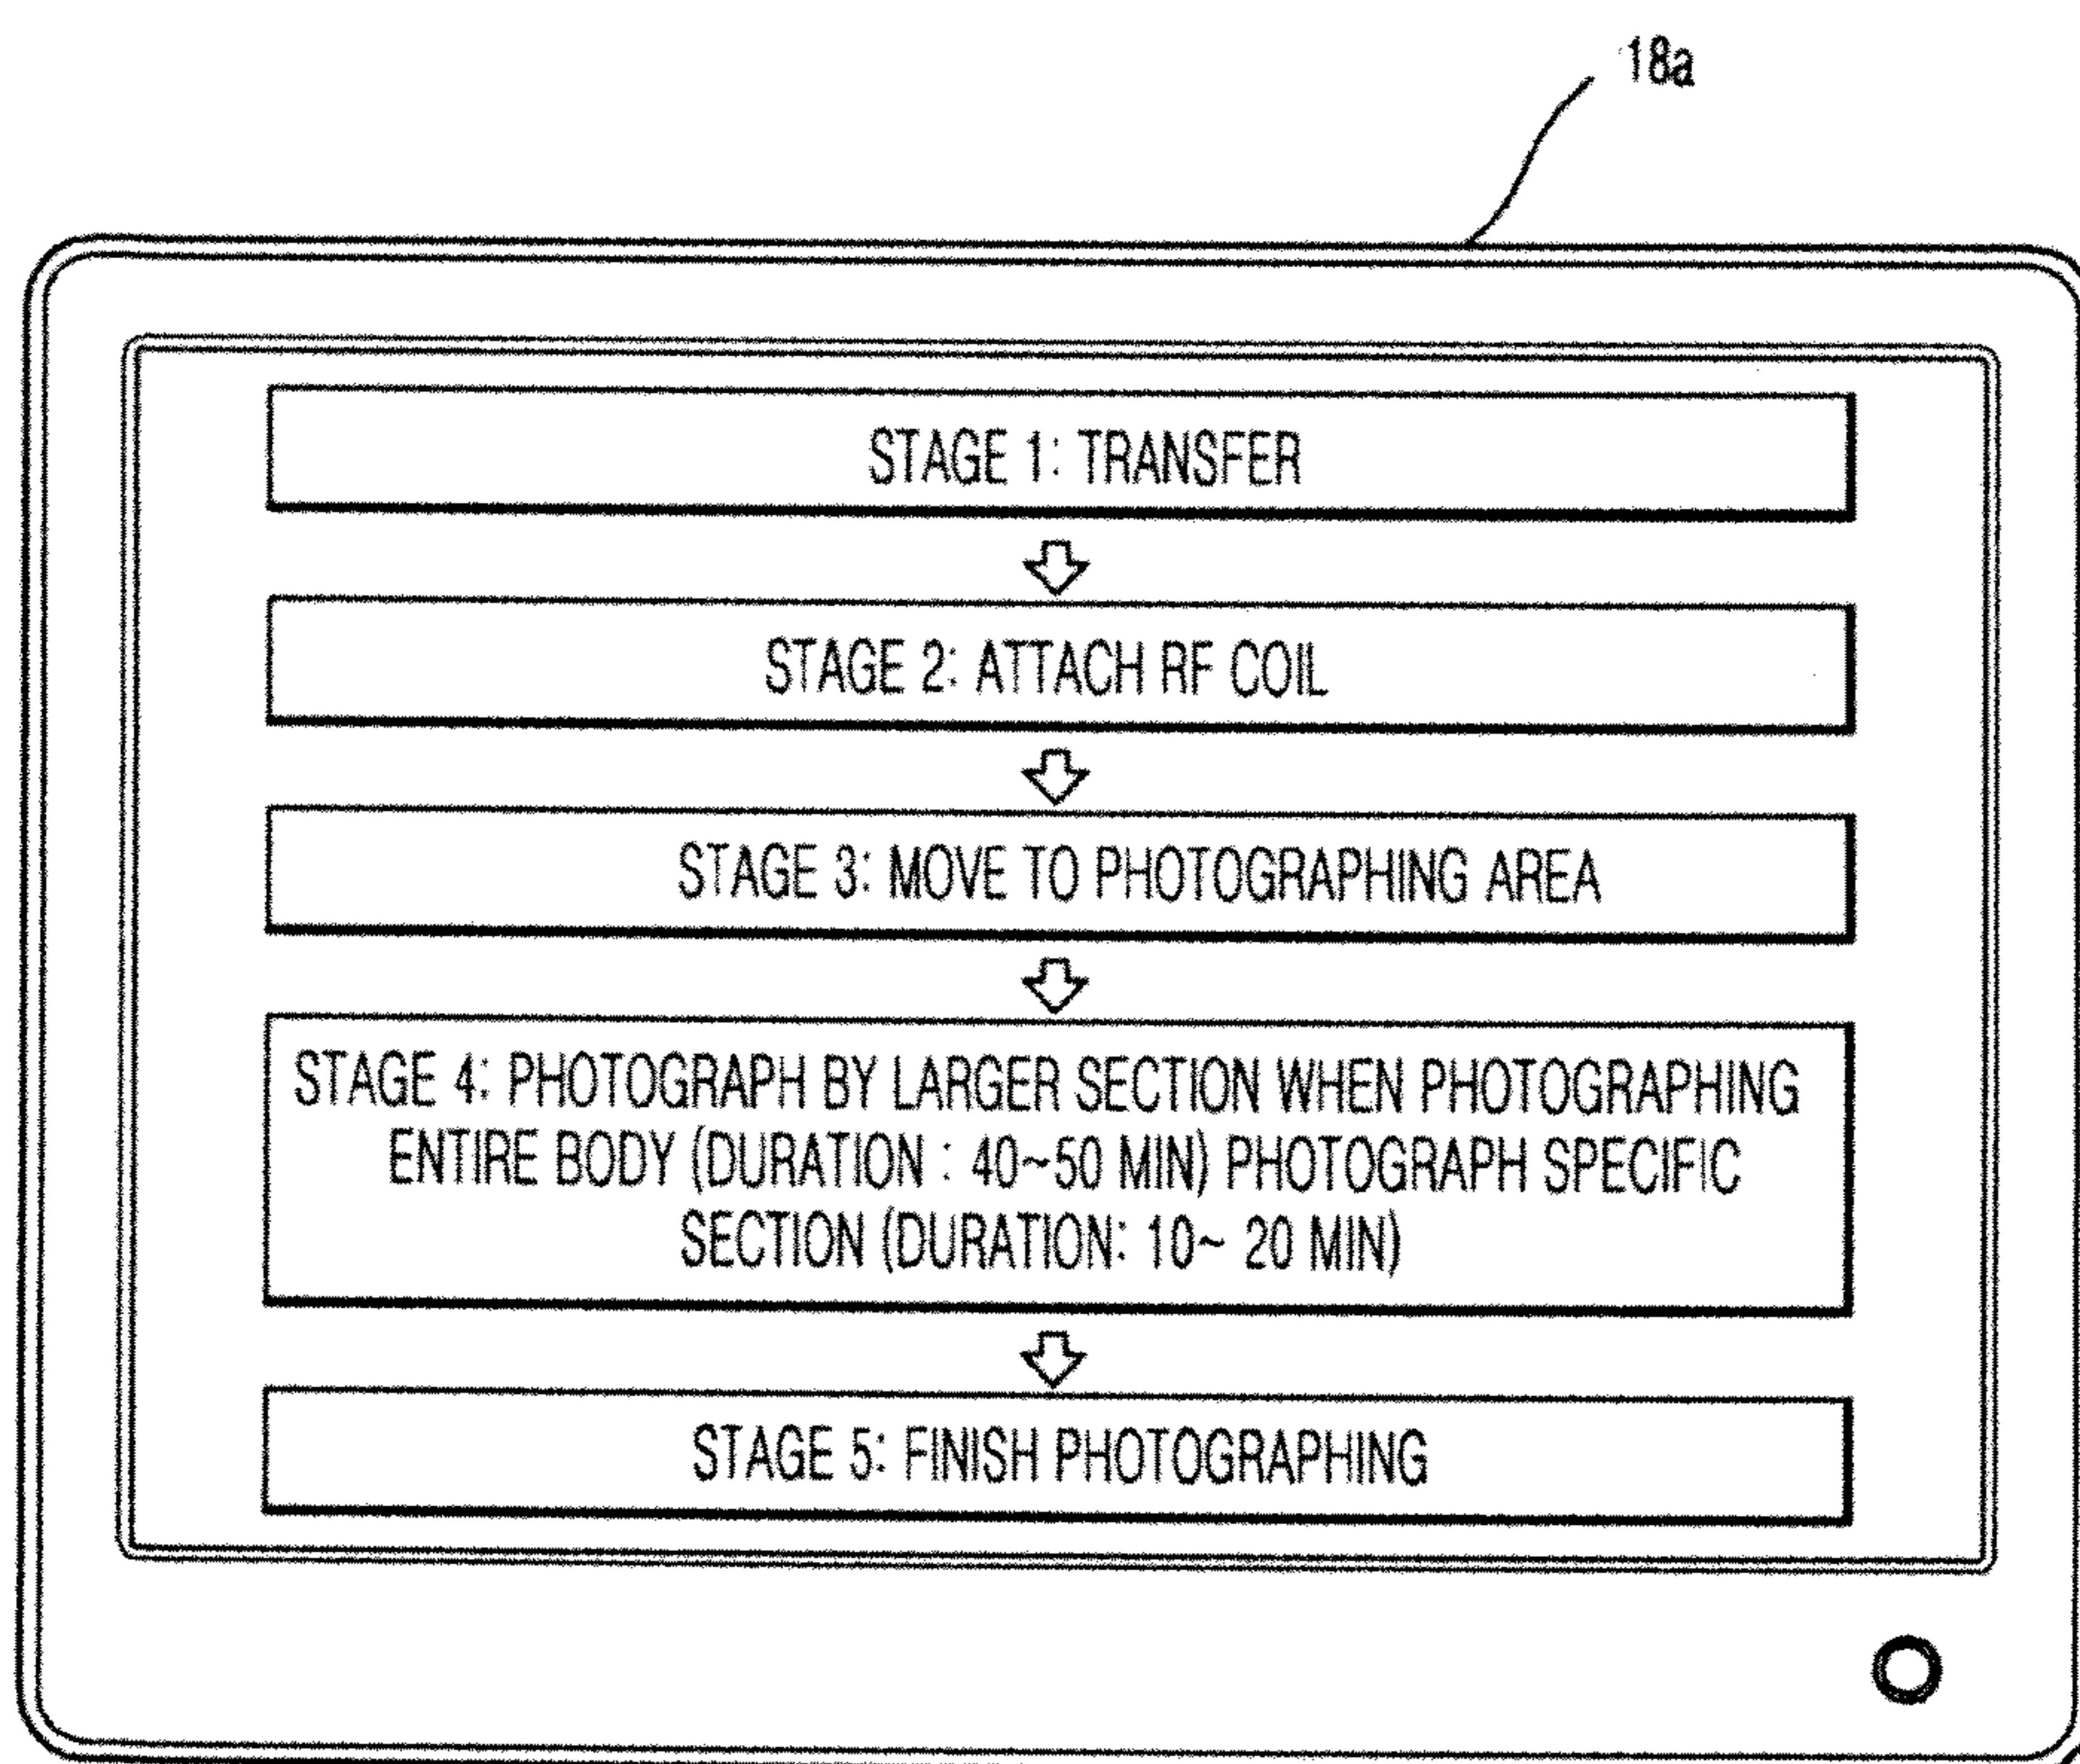 18a
STAGE 1: TRANSFER
STAGE 2: ATTACH RF COIL
STAGE 3: MOVE TO PHOTOGRAPHING AREA
STAGE 4: PHOTOGRAPH BY LARGER SECTION WHEN PHOTOGRAPHING
ENTIRE BODY (DURATION : 40~50 MIN) PHOTOGRAPH SPECIFIC
SECTION (DURATION: 10~ 20 MIN)
STAGE 5: FINISH PHOTOGRAPHING